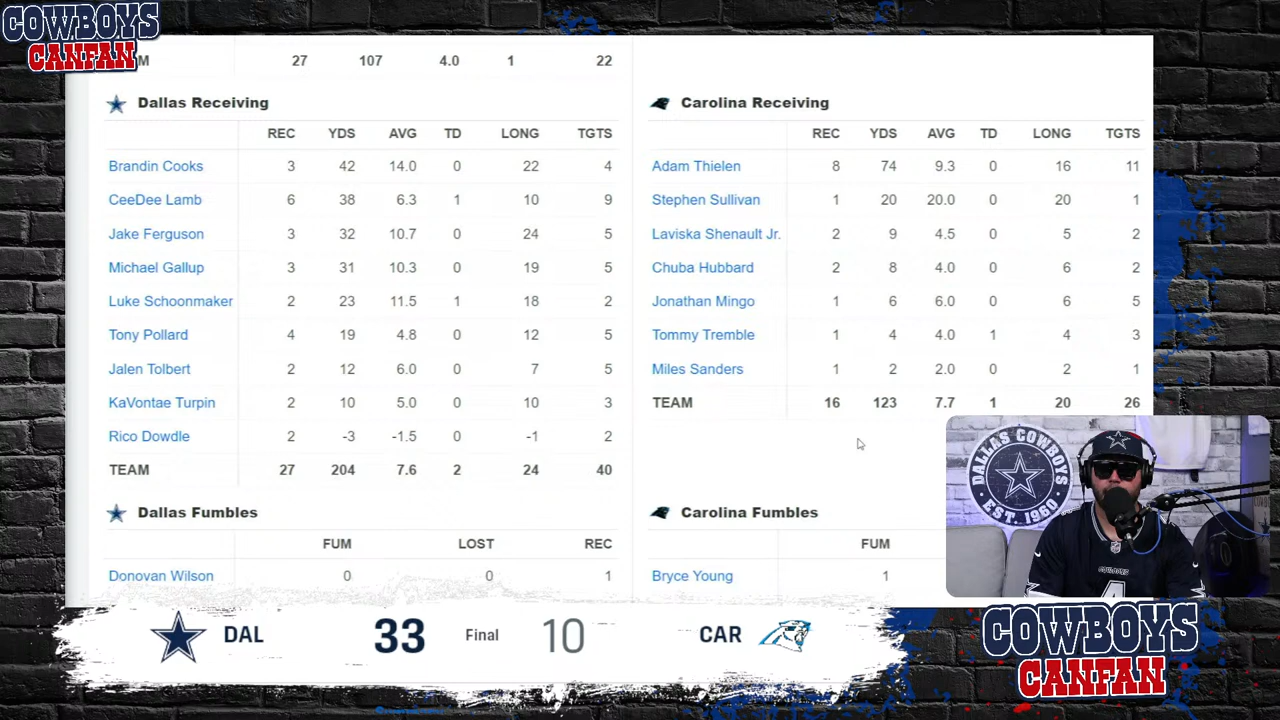 COWBOYS
CANFAN
M 27 107 4.0 1 22
Dallas Receiving
REC YDS AVG TD LONG TGTS
Brandin Cooks 3 42 14.0 0 22 4
CeeDee Lamb 6 38 6.3 1 10 9
Jake Ferguson 3 32 10.7 0 24 5
Michael Gallup 3 31 10.3 0 19 5
Luke Schoonmaker 2 23 11.5 1 18 2
Tony Pollard 4 19 4.8 0 12 5
Jalen Tolbert 2 12 6.0 0 7 5
KaVontae Turpin 2 10 5.0 0 10 3
Rico Dowdle 2 -3 -1.5 0 -1 2
TEAM 27 204 7.6 2 24 40
Carolina Receiving
REC YDS AVG TD LONG TGTS
Adam Thielen 8 74 9.3 0 16 11
Stephen Sullivan 1 20 20.0 0 20 1
Laviska Shenault Jr. 2 9 4.5 0 5 2
Chuba Hubbard 2 8 4.0 0 6 2
Jonathan Mingo 1 6 6.0 0 6 5
Tommy Tremble 1 4 4.0 1 4 3
Miles Sanders 1 2 2.0 0 2 1
TEAM 16 123 7.7 1 20 26
Dallas Fumbles
FUM LOST REC
Donovan Wilson 0 0 1
Carolina Fumbles
FUM
Bryce Young 1
DALLAS COWBOYS
EST. 1960
COWBOYS
4
DAL 33 Final 10 CAR
COWBOYS
CANFAN